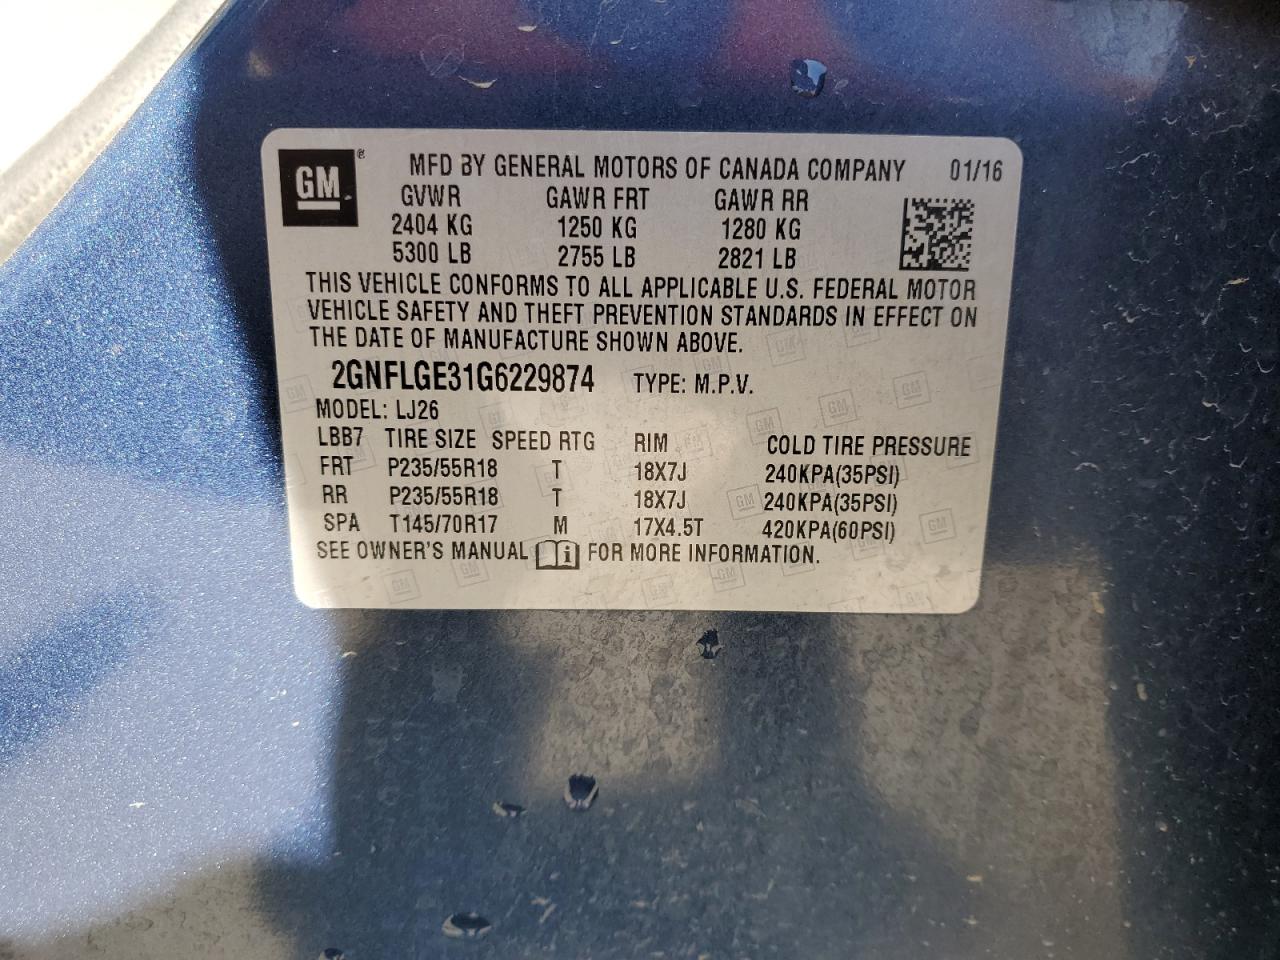 GM ® MFD BY GENERAL MOTORS OF CANADA COMPANY 01/16
GVWR GAWR FRT GAWR RR
2404 KG 1250 KG 1280 KG
5300 LB 2755 LB 2821 LB
THIS VEHICLE CONFORMS TO ALL APPLICABLE U.S. FEDERAL MOTOR
VEHICLE SAFETY AND THEFT PREVENTION STANDARDS IN EFFECT ON
THE DATE OF MANUFACTURE SHOWN ABOVE.
2GNFLGE31G6229874 TYPE: M.P.V.
MODEL: LJ26
LBB7 TIRE SIZE SPEED RTG RIM COLD TIRE PRESSURE
FRT P235/55R18 T 18X7J 240KPA(35PSI)
RR P235/55R18 T 18X7J 240KPA(35PSI)
SPA T145/70R17 M 17X4.5T 420KPA(60PSI)
SEE OWNER'S MANUAL i FOR MORE INFORMATION.